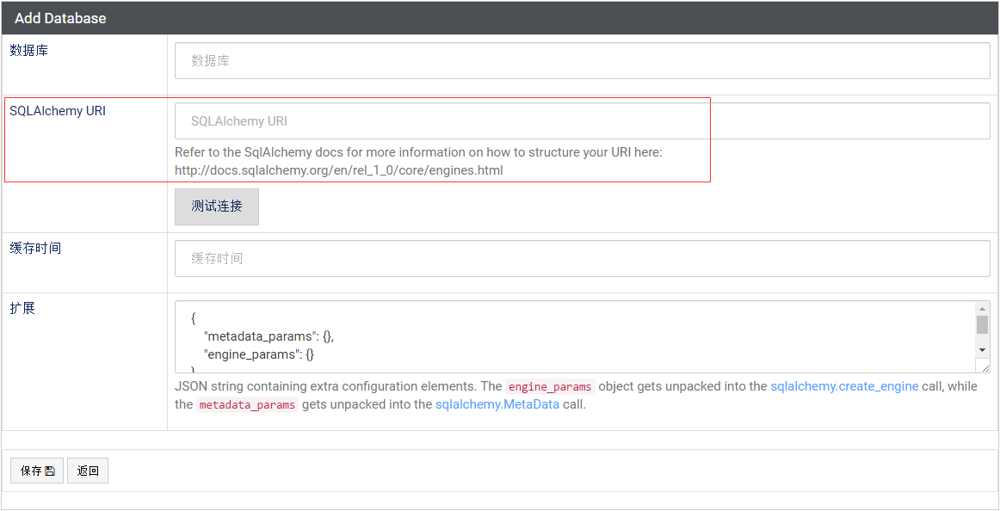 Add Database
数据库
数据库
SQLAlchemy URI
SQLAlchemy URI
Refer to the SqlAlchemy docs for more information on how to structure your URI here:
http://docs.sqlalchemy.org/en/rel_1_0/core/engines.html
测试连接
缓存时间
缓存时间
扩展
{
"metadata_params": {},
"engine_params": {}
}
JSON string containing extra configuration elements. The engine_params object gets unpacked into the sqlalchemy.create_engine call, while
the metadata_params gets unpacked into the sqlalchemy.MetaData call.
保存
返回